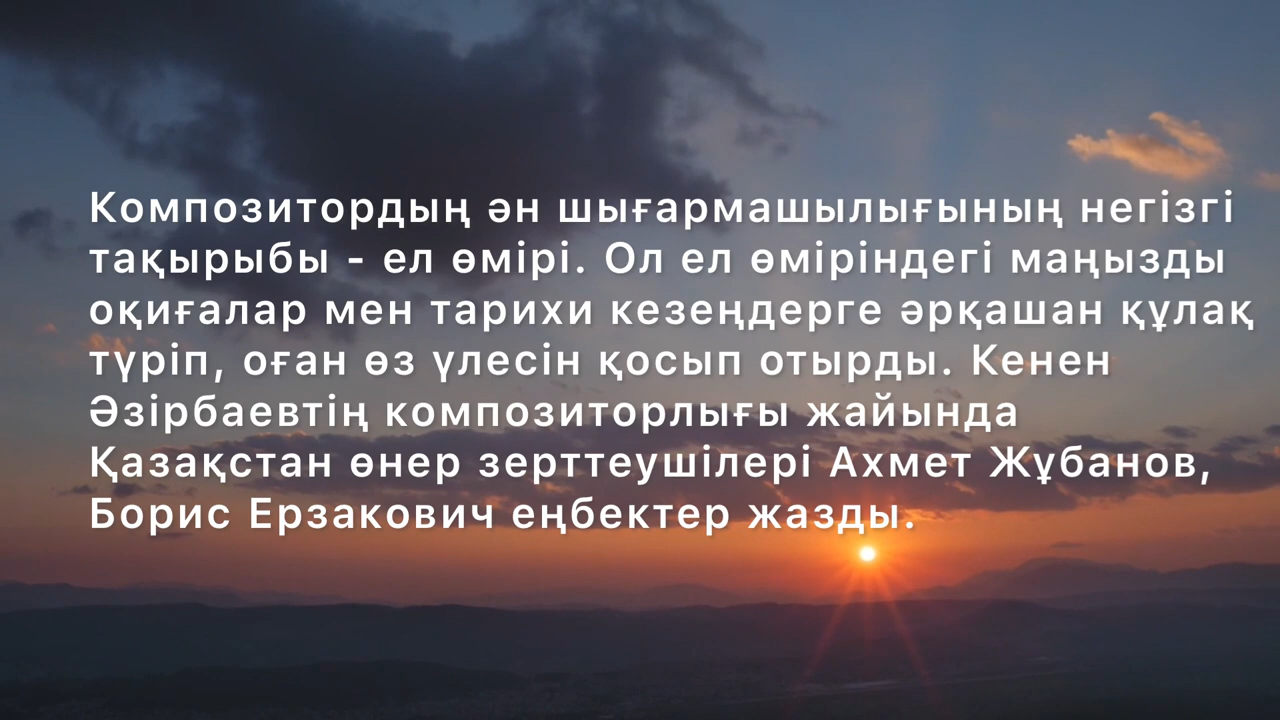 Композитордың ән шығармашылығының негізгі
тақырыбы - ел өмірі. Ол ел өміріндегі маңызды
оқиғалар мен тарихи кезеңдерге әрқашан құлақ
түріп, оған өз үлесін қосып отырды. Кенен
Әзірбаевтің композиторлығы жайында
Қазақстан өнер зерттеушілері Ахмет Жұбанов,
Борис Ерзакович еңбектер жазды.